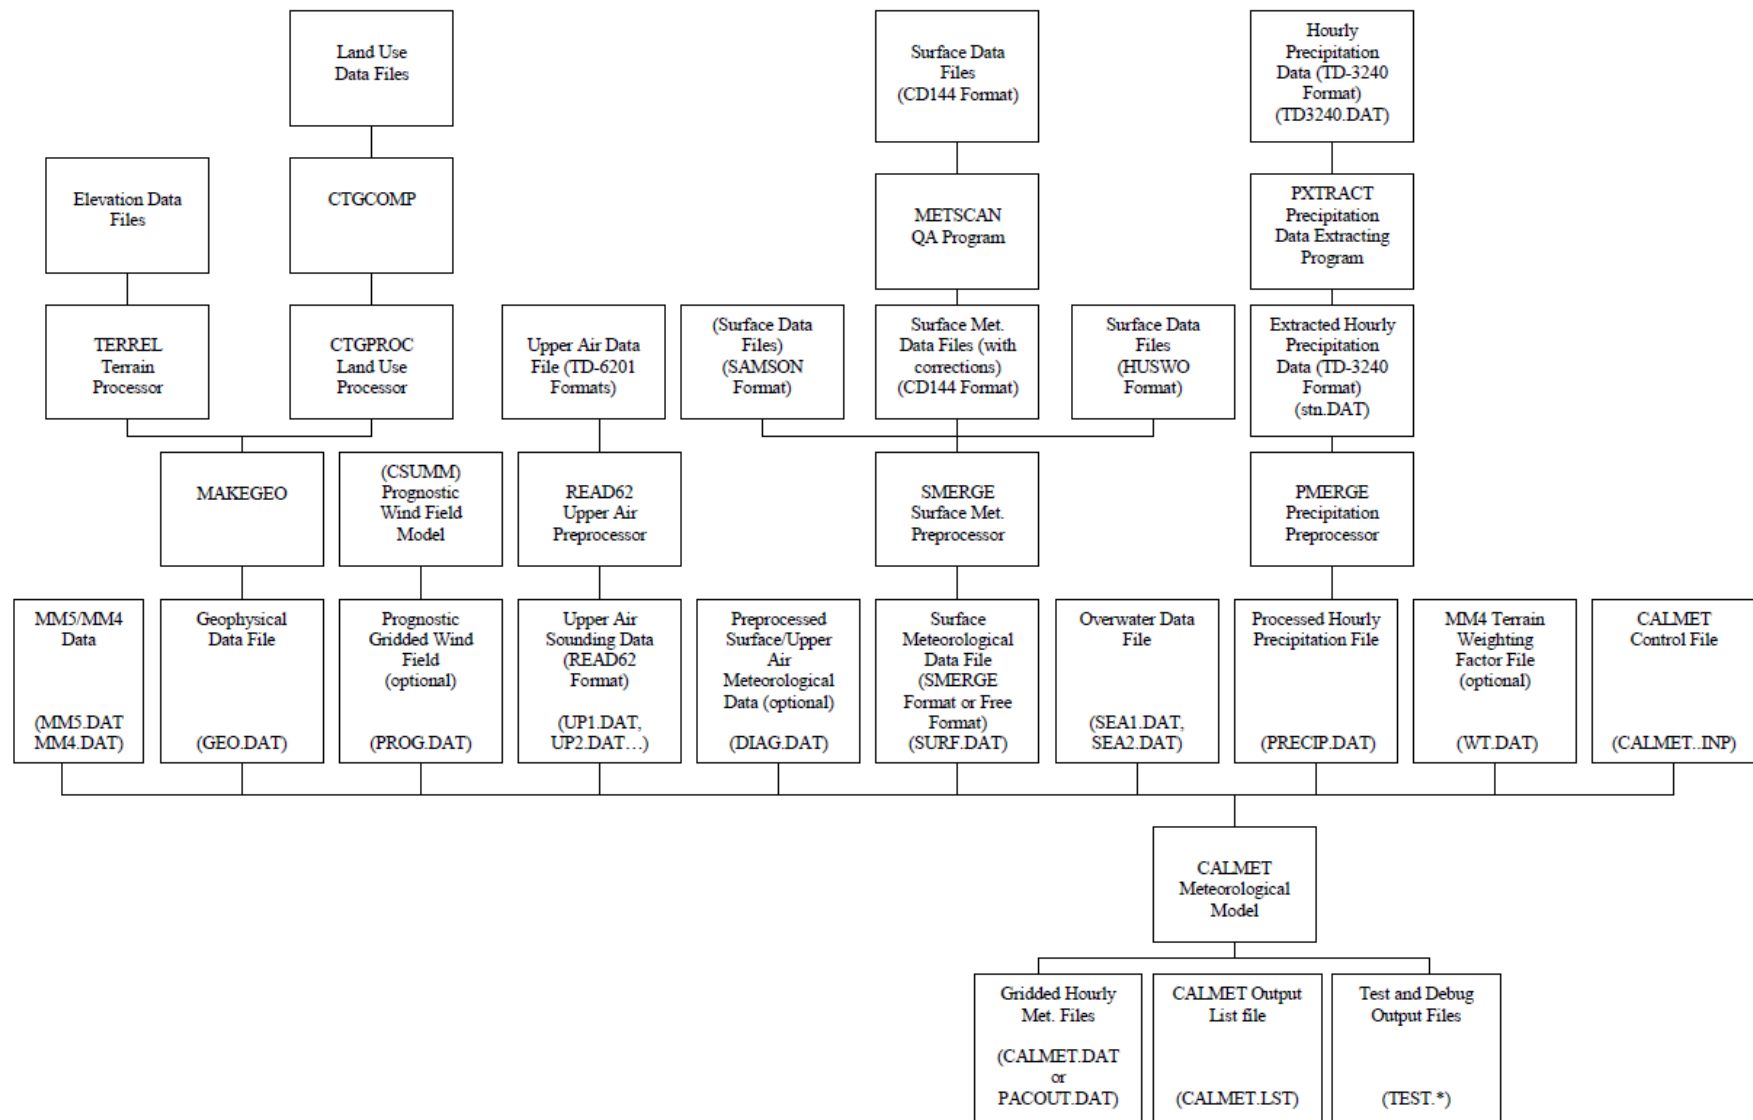 Land Use
Data Files
Surface Data
Files
(CD144 Format)
Hourly
Precipitation
Data (TD-3240
Format)
(TD3240.DAT)
Elevation Data
Files
CTGCOMP
METSCAN
QA Program
PXTRACT
Precipitation
Data Extracting
Program
TERREL
Terrain
Processor
CTGPROC
Land Use
Processor
Upper Air Data
File (TD-6201
Formats)
(Surface Data
Files)
(SAMSON
Format)
Surface Met.
Data Files (with
corrections)
(CD144 Format)
Surface Data
Files
(HUSWO
Format)
Extracted Hourly
Precipitation
Data (TD-3240
Format)
(stn.DAT)
MAKEGEO
(CSUMM)
Prognostic
Wind Field
Model
READ62
Upper Air
Preprocessor
SMERGE
Surface Met.
Preprocessor
PMERGE
Precipitation
Preprocessor
MM5/MM4
Data
(MM5.DAT
MM4.DAT)
Geophysical
Data File
(GEO.DAT)
Prognostic
Gridded Wind
Field
(optional)
(PROG.DAT)
Upper Air
Sounding Data
(READ62
Format)
(UP1.DAT,
UP2.DAT…)
Preprocessed
Surface/Upper
Air
Meteorological
Data (optional)
(DIAG.DAT)
Surface
Meteorological
Data File
(SMERGE
Format or Free
Format)
(SURF.DAT)
Overwater Data
File
(SEA1.DAT,
SEA2.DAT)
Processed Hourly
Precipitation File
(PRECIP.DAT)
MM4 Terrain
Weighting
Factor File
(optional)
(WT.DAT)
CALMET
Control File
(CALMET..INP)
CALMET
Meteorological
Model
Gridded Hourly
Met. Files
(CALMET.DAT
or
PACOUT.DAT)
CALMET Output
List file
(CALMET.LST)
Test and Debug
Output Files
(TEST.*)